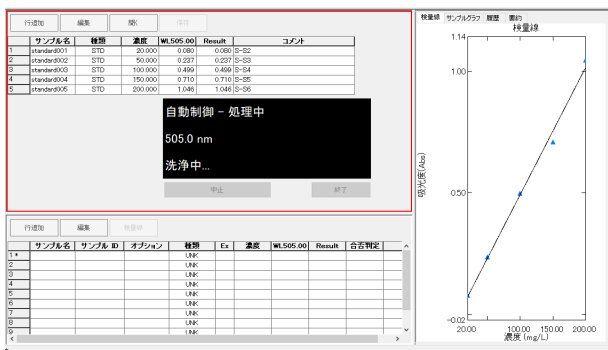 行追加 編集 開く 保存
サンプル名 種類 濃度 WL505.00 Result コメント
1 standard001 STD 20.000 0.080 0.080 S-S2
2 standard002 STD 50.000 0.237 0.237 S-S3
3 standard003 STD 100.000 0.499 0.499 S-S4
4 standard004 STD 150.000 0.710 0.710 S-S5
5 standard005 STD 200.000 1.046 1.046 S-S6
自動制御 - 処理中
505.0 nm
洗浄中...
中止 終了
行追加 編集 検量線
サンプル名 サンプル ID オプション 種類 Ex 濃度 WL505.00 Result 合否判定
1 * UNK
2 UNK
3 UNK
4 UNK
5 UNK
6 UNK
7 UNK
8 UNK
9 UNK
検量線 サンプルグラフ 履歴 要約
検量線
1.14
1.00
吸光度(Abs)
0.50
-0.02
20.00 100.00 150.00 200.00
濃度 (mg/L)